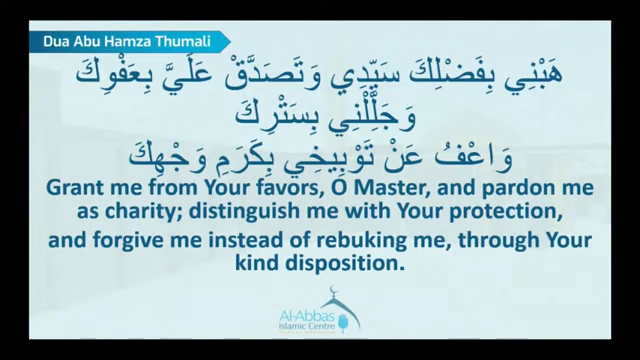 Dua Abu Hamza Thumali
هَبْنِي بِفَضْلِكَ سَيِّدِي وَتَصَدَّقْ عَلَيَّ بِعَفْوِكَ
وَجَلِّلْنِي بِسَتْرِكَ
وَاعْفُ عَنْ تَوْبِيخِي بِكَرَمِ وَجْهِكَ
Grant me from Your favors, O Master, and pardon me
as charity; distinguish me with Your protection,
and forgive me instead of rebuking me, through Your
kind disposition.
Al-Abbas
Islamic Centre